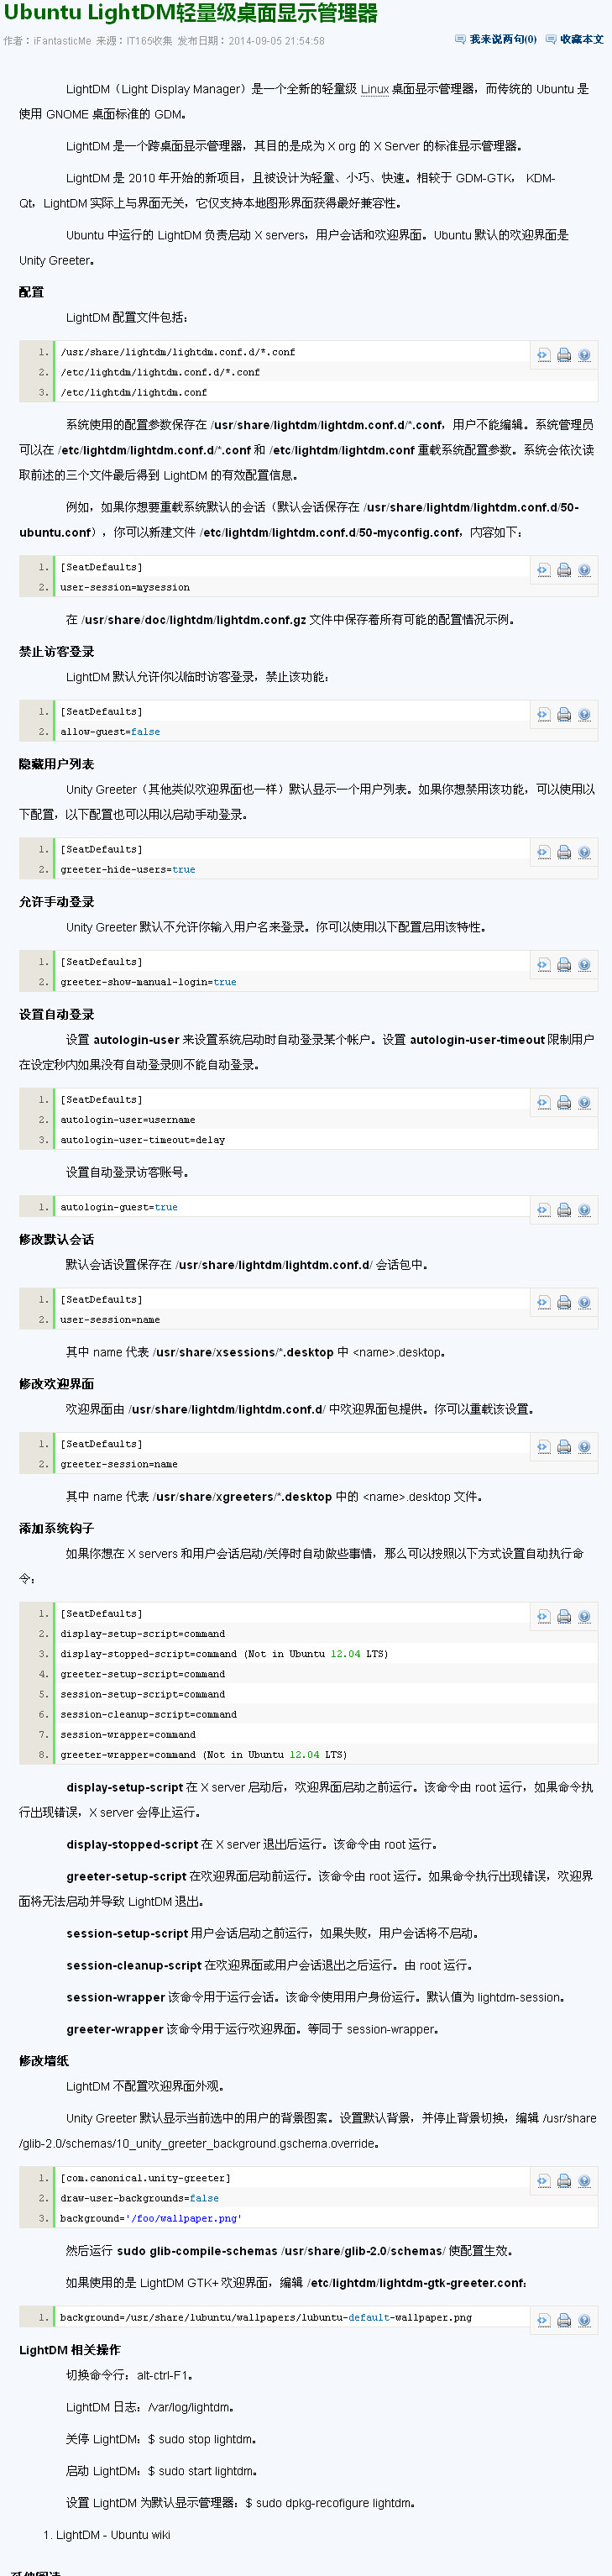 Ubuntu LightDM轻量级桌面显示管理器
作者：iFantasticMe 来源：IT165收集 发布日期：2014-09-05 21:54:58
我来说两句(0) 收藏本文
LightDM（Light Display Manager）是一个全新的轻量级 Linux 桌面显示管理器，而传统的 Ubuntu 是
使用 GNOME 桌面标准的 GDM。
LightDM 是一个跨桌面显示管理器，其目的是成为 X org 的 X Server 的标准显示管理器。
LightDM 是 2010 年开始的新项目，且被设计为轻量、小巧、快速。相较于 GDM-GTK， KDM-
Qt，LightDM 实际上与界面无关，它仅支持本地图形界面获得最好兼容性。
Ubuntu 中运行的 LightDM 负责启动 X servers，用户会话和欢迎界面。Ubuntu 默认的欢迎界面是
Unity Greeter。
配置
LightDM 配置文件包括：
1. /usr/share/lightdm/lightdm.conf.d/*.conf
2. /etc/lightdm/lightdm.conf.d/*.conf
3. /etc/lightdm/lightdm.conf
系统使用的配置参数保存在 /usr/share/lightdm/lightdm.conf.d/*.conf，用户不能编辑。系统管理员
可以在 /etc/lightdm/lightdm.conf.d/*.conf 和 /etc/lightdm/lightdm.conf 重载系统配置参数。系统会依次读
取前述的三个文件最后得到 LightDM 的有效配置信息。
例如，如果你想要重载系统默认的会话（默认会话保存在 /usr/share/lightdm/lightdm.conf.d/50-
ubuntu.conf），你可以新建文件 /etc/lightdm/lightdm.conf.d/50-myconfig.conf，内容如下：
1. [SeatDefaults]
2. user-session=mysession
在 /usr/share/doc/lightdm/lightdm.conf.gz 文件中保存着所有可能的配置情况示例。
禁止访客登录
LightDM 默认允许你以临时访客登录，禁止该功能：
1. [SeatDefaults]
2. allow-guest=false
隐藏用户列表
Unity Greeter（其他类似欢迎界面也一样）默认显示一个用户列表。如果你想禁用该功能，可以使用以
下配置，以下配置也可以用以启动手动登录。
1. [SeatDefaults]
2. greeter-hide-users=true
允许手动登录
Unity Greeter 默认不允许你输入用户名来登录。你可以使用以下配置启用该特性。
1. [SeatDefaults]
2. greeter-show-manual-login=true
设置自动登录
设置 autologin-user 来设置系统启动时自动登录某个帐户。设置 autologin-user-timeout 限制用户
在设定秒内如果没有自动登录则不能自动登录。
1. [SeatDefaults]
2. autologin-user=username
3. autologin-user-timeout=delay
设置自动登录访客账号。
1. autologin-guest=true
修改默认会话
默认会话设置保存在 /usr/share/lightdm/lightdm.conf.d/ 会话包中。
1. [SeatDefaults]
2. user-session=name
其中 name 代表 /usr/share/xsessions/*.desktop 中 <name>.desktop。
修改欢迎界面
欢迎界面由 /usr/share/lightdm/lightdm.conf.d/ 中欢迎界面包提供。你可以重载该设置。
1. [SeatDefaults]
2. greeter-session=name
其中 name 代表 /usr/share/xgreeters/*.desktop 中的 <name>.desktop 文件。
添加系统钩子
如果你想在 X servers 和用户会话启动/关停时自动做些事情，那么可以按照以下方式设置自动执行命
令：
1. [SeatDefaults]
2. display-setup-script=command
3. display-stopped-script=command (Not in Ubuntu 12.04 LTS)
4. greeter-setup-script=command
5. session-setup-script=command
6. session-cleanup-script=command
7. session-wrapper=command
8. greeter-wrapper=command (Not in Ubuntu 12.04 LTS)
display-setup-script 在 X server 启动后，欢迎界面启动之前运行。该命令由 root 运行，如果命令执
行出现错误，X server 会停止运行。
display-stopped-script 在 X server 退出后运行。该命令由 root 运行。
greeter-setup-script 在欢迎界面启动前运行。该命令由 root 运行。如果命令执行出现错误，欢迎界
面将无法启动并导致 LightDM 退出。
session-setup-script 用户会话启动之前运行，如果失败，用户会话将不启动。
session-cleanup-script 在欢迎界面或用户会话退出之后运行。由 root 运行。
session-wrapper 该命令用于运行会话。该命令使用用户身份运行。默认值为 lightdm-session。
greeter-wrapper 该命令用于运行欢迎界面。等同于 session-wrapper。
修改墙纸
LightDM 不配置欢迎界面外观。
Unity Greeter 默认显示当前选中的用户的背景图案。设置默认背景，并停止背景切换，编辑 /usr/share
/glib-2.0/schemas/10_unity_greeter_background.gschema.override。
1. [com.canonical.unity-greeter]
2. draw-user-backgrounds=false
3. background='/foo/wallpaper.png'
然后运行 sudo glib-compile-schemas /usr/share/glib-2.0/schemas/ 使配置生效。
如果使用的是 LightDM GTK+ 欢迎界面，编辑 /etc/lightdm/lightdm-gtk-greeter.conf：
1. background=/usr/share/lubuntu/wallpapers/lubuntu-default-wallpaper.png
LightDM 相关操作
切换命令行：alt-ctrl-F1。
LightDM 日志：/var/log/lightdm。
关停 LightDM：$ sudo stop lightdm。
启动 LightDM：$ sudo start lightdm。
设置 LightDM 为默认显示管理器：$ sudo dpkg-recofigure lightdm。
1. LightDM - Ubuntu wiki